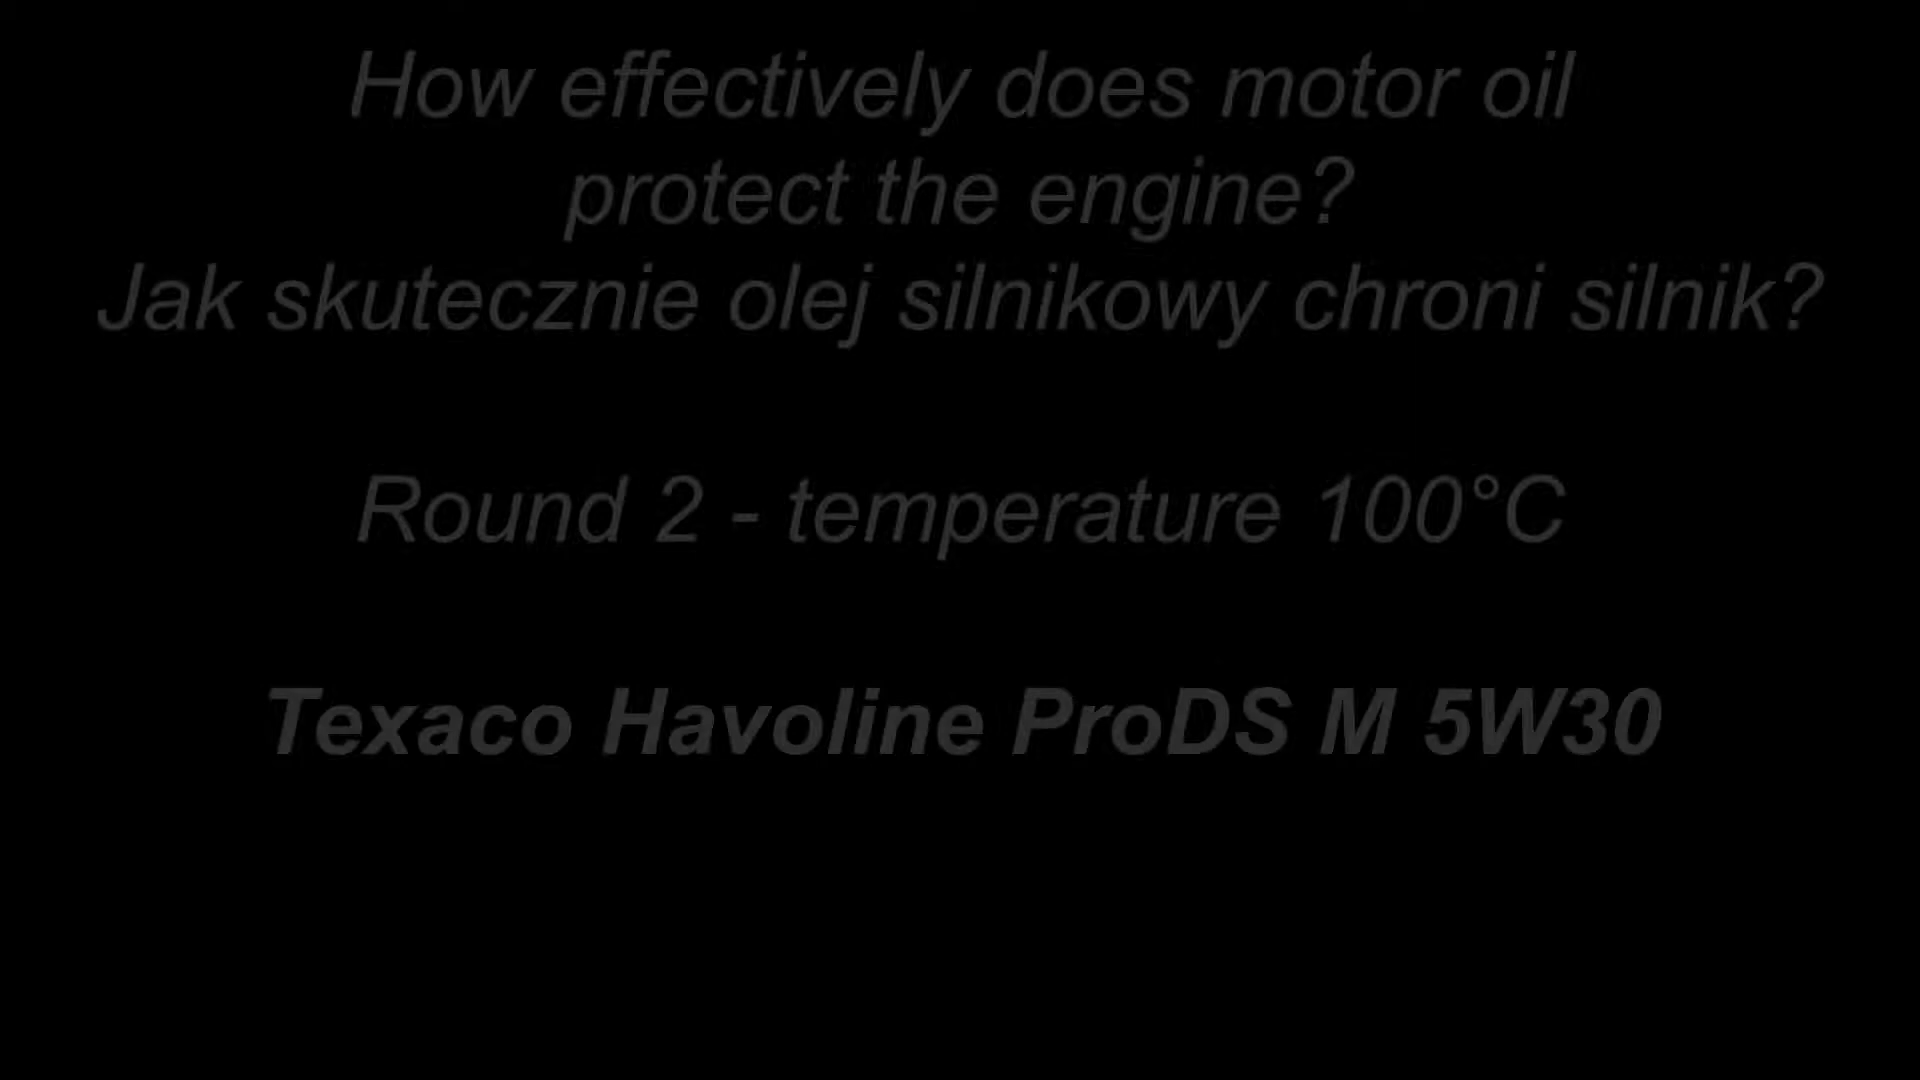 How effectively does motor oil
protect the engine?
Jak skutecznie olej silnikowy chroni silnik?
Round 2 - temperature 100°C
Texaco Havoline ProDS M 5W30